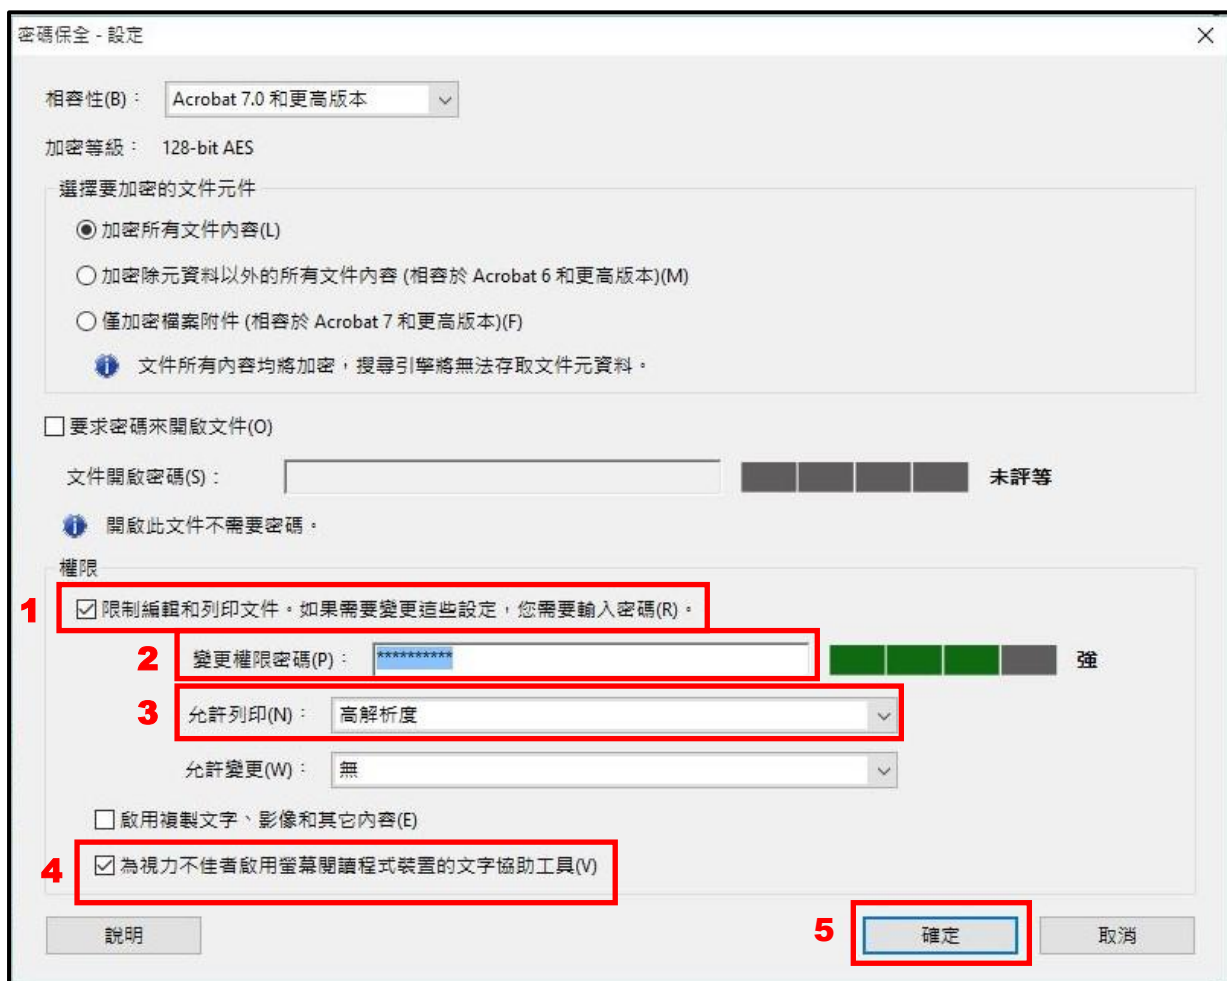 密碼保全 - 設定
相容性(B)： Acrobat 7.0 和更高版本
加密等級： 128-bit AES
選擇要加密的文件元件
加密所有文件內容(L)
加密除元資料以外的所有文件內容 (相容於 Acrobat 6 和更高版本)(M)
僅加密檔案附件 (相容於 Acrobat 7 和更高版本)(F)
文件所有內容均將加密，搜尋引擎將無法存取文件元資料。
要求密碼來開啟文件(O)
文件開啟密碼(S)： 未評等
開啟此文件不需要密碼。
權限
1 限制編輯和列印文件。如果需要變更這些設定，您需要輸入密碼(R)。
2 變更權限密碼(P)： ********** 強
3 允許列印(N)： 高解析度
允許變更(W)： 無
啟用複製文字、影像和其它內容(E)
4 為視力不佳者啟用螢幕閱讀程式裝置的文字協助工具(V)
說明 5 確定 取消